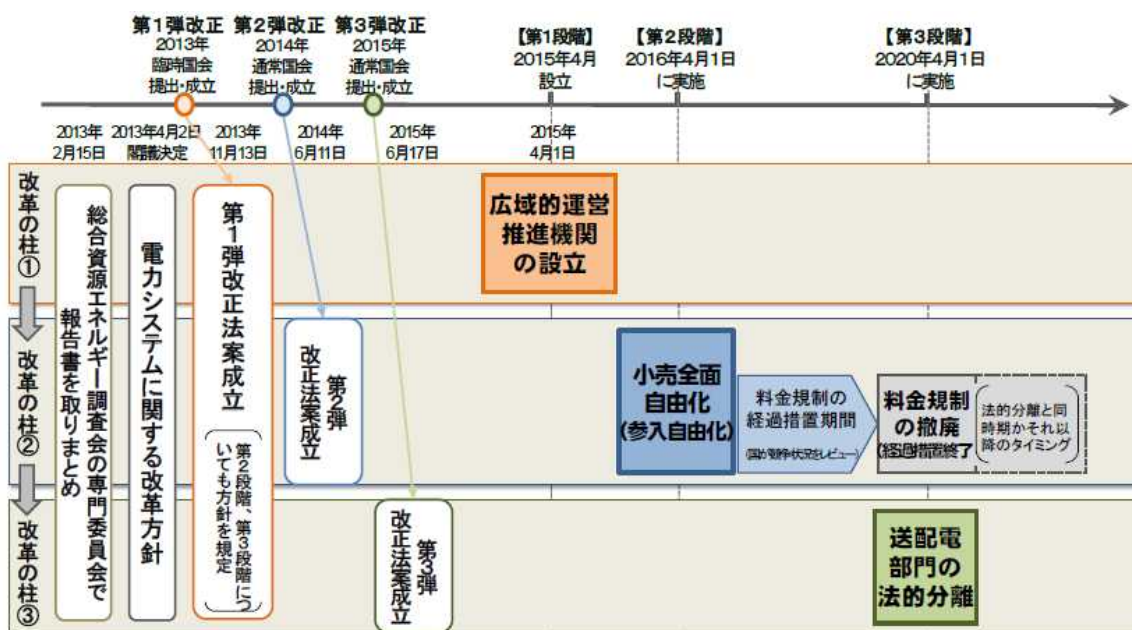 第1弾改正
2013年
臨時国会
提出・成立
第2弾改正
2014年
通常国会
提出・成立
第3弾改正
2015年
通常国会
提出・成立
【第1段階】
2015年4月
設立
【第2段階】
2016年4月1日
に実施
【第3段階】
2020年4月1日
に実施
2013年
2月15日
2013年4月2日
閣議決定
2013年
11月13日
2014年
6月11日
2015年
6月17日
2015年
4月1日
改革の柱①
改革の柱②
改革の柱③
総合資源エネルギー調査会の専門委員会で
報告書を取りまとめ
電力システムに関する改革方針
第1弾改正法案成立
第2段階、第3段階につ
いても方針を規定
第2弾
改正法案成立
第3弾
改正法案成立
広域的運営
推進機関
の設立
小売全面
自由化
(参入自由化)
料金規制の
経過措置期間
(国が競争状況をレビュー)
料金規制
の撤廃
(経過措置終了
法的分離と同
時期かそれ以
降のタイミング
送配電
部門の
法的分離